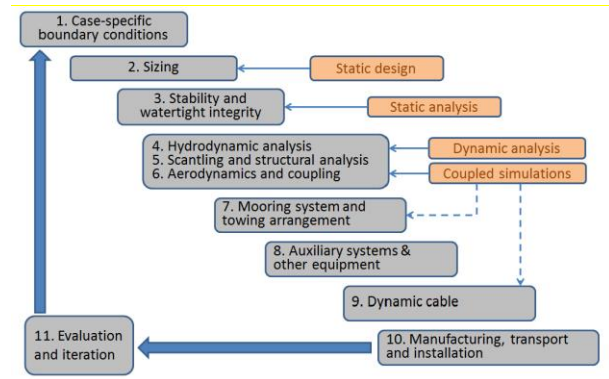 1. Case-specific
boundary conditions
2. Sizing
Static design
3. Stability and
watertight integrity
Static analysis
4. Hydrodynamic analysis
5. Scantling and structural analysis
6. Aerodynamics and coupling
Dynamic analysis
Coupled simulations
7. Mooring system and
towing arrangement
8. Auxiliary systems &
other equipment
9. Dynamic cable
10. Manufacturing, transport
and installation
11. Evaluation
and iteration